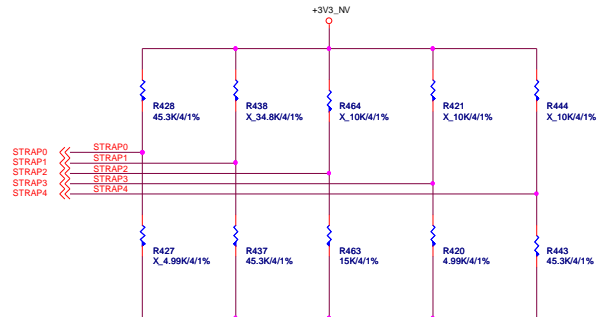 +3V3_NV
R428
45.3K/4/1%
R438
X_34.8K/4/1%
R464
X_10K/4/1%
R421
X_10K/4/1%
R444
X_10K/4/1%
STRAP0
STRAP0
STRAP1
STRAP1
STRAP2
STRAP2
STRAP3
STRAP3
STRAP4
STRAP4
R427
X_4.99K/4/1%
R437
45.3K/4/1%
R463
15K/4/1%
R420
4.99K/4/1%
R443
45.3K/4/1%